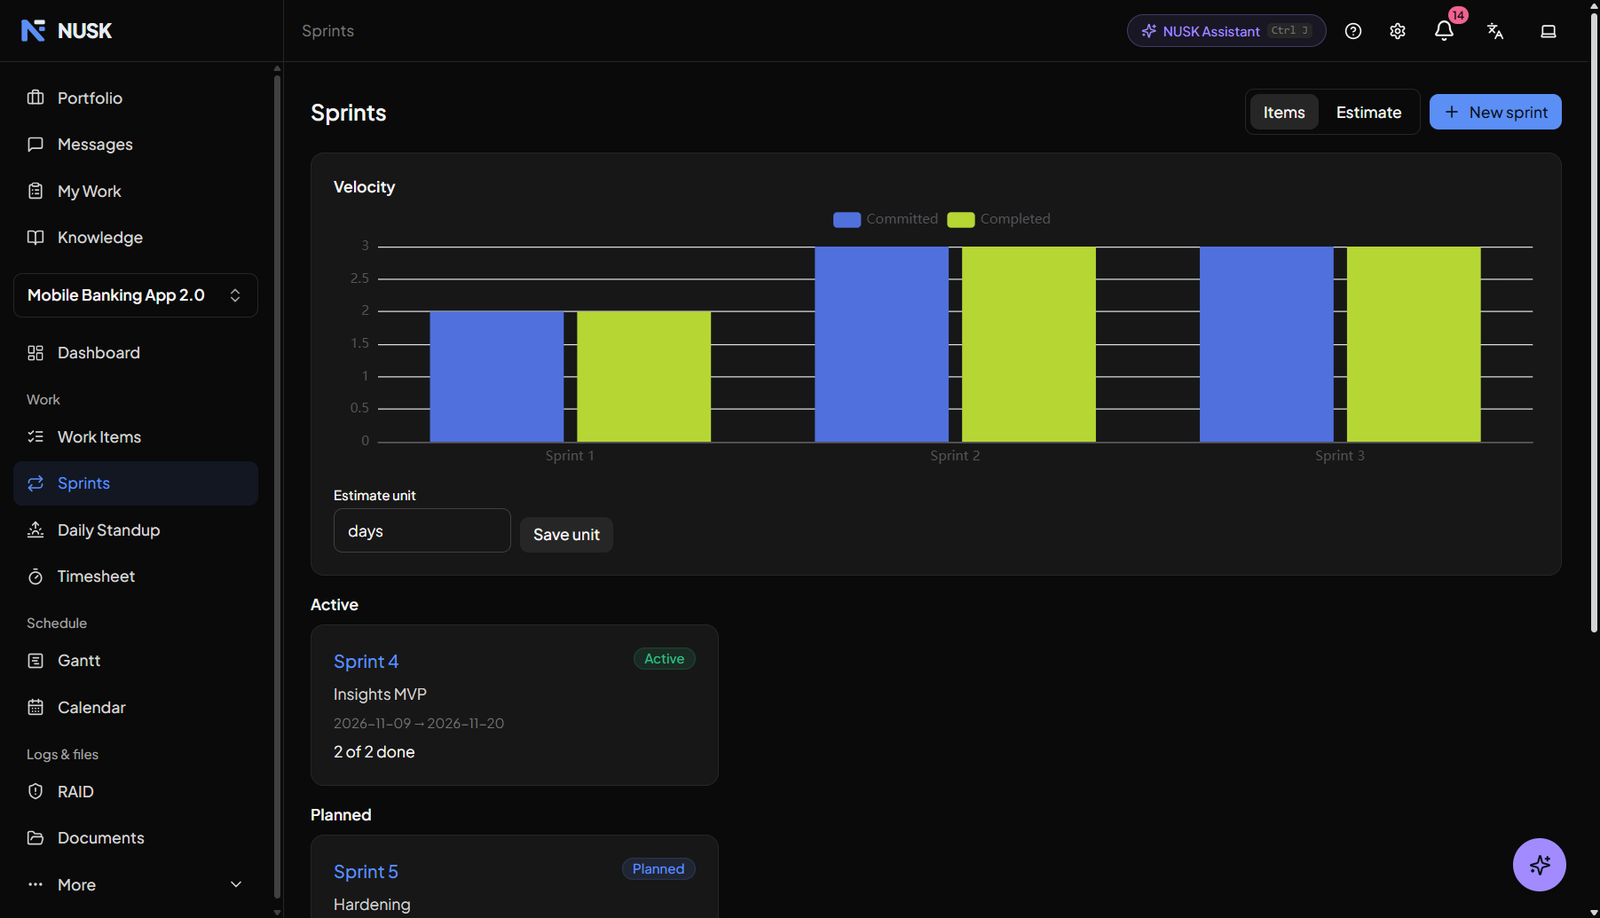 NUSK
Sprints
NUSK Assistant Ctrl J
14
Portfolio
Messages
My Work
Knowledge
Mobile Banking App 2.0
Dashboard
Work
Work Items
Sprints
Daily Standup
Timesheet
Schedule
Gantt
Calendar
Logs & files
RAID
Documents
More
Sprints
Items Estimate
+ New sprint
Velocity
Committed Completed
3
2.5
2
1.5
1
0.5
0
Sprint 1 Sprint 2 Sprint 3
Estimate unit
days
Save unit
Active
Sprint 4 Active
Insights MVP
2026-11-09 → 2026-11-20
2 of 2 done
Planned
Sprint 5 Planned
Hardening